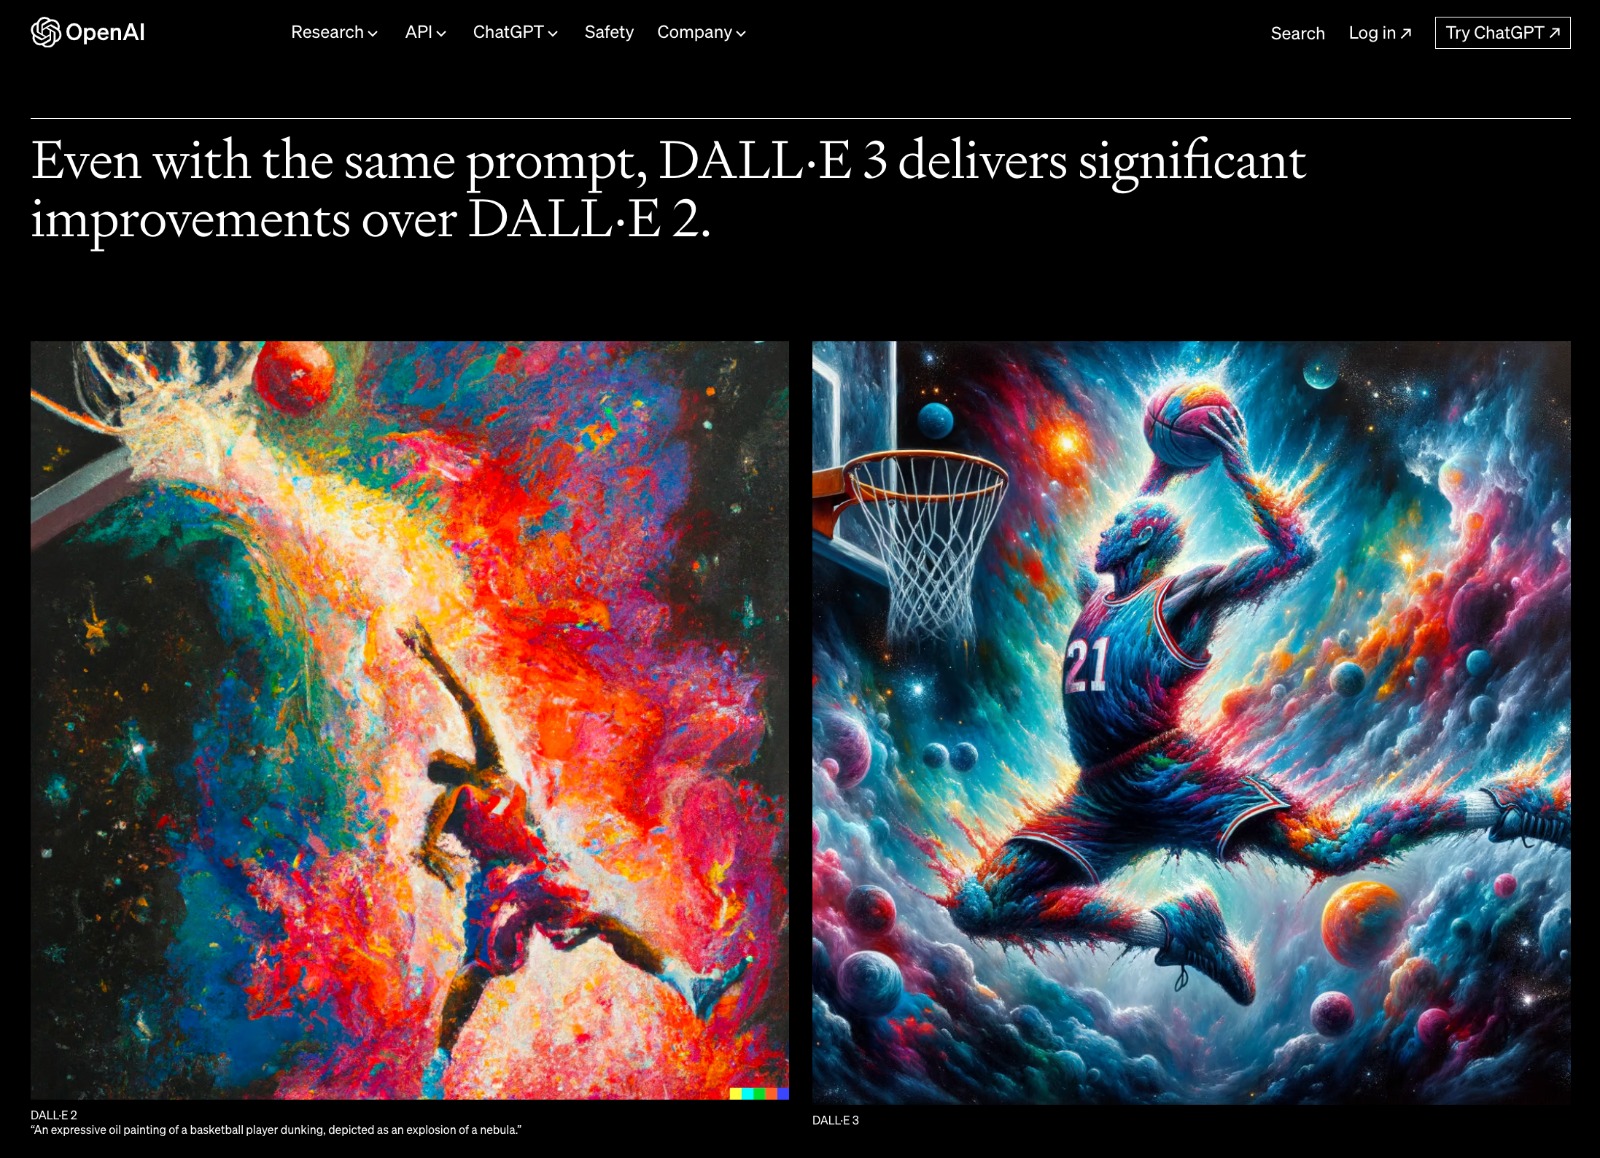 OpenAI
Research
API
ChatGPT
Safety
Company
Search
Log in ↗
Try ChatGPT ↗
Even with the same prompt, DALL·E 3 delivers significant
improvements over DALL·E 2.
21
DALL·E 2
“An expressive oil painting of a basketball player dunking, depicted as an explosion of a nebula.”
DALL·E 3